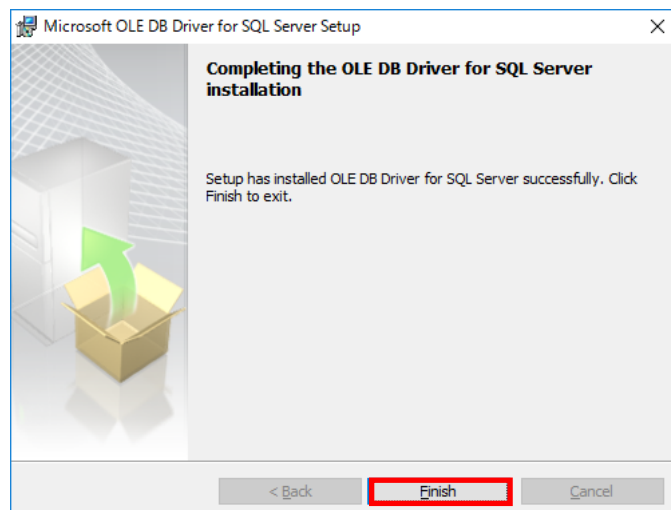 Microsoft OLE DB Driver for SQL Server Setup
Completing the OLE DB Driver for SQL Server
installation
Setup has installed OLE DB Driver for SQL Server successfully. Click
Finish to exit.
< Back
Finish
Cancel